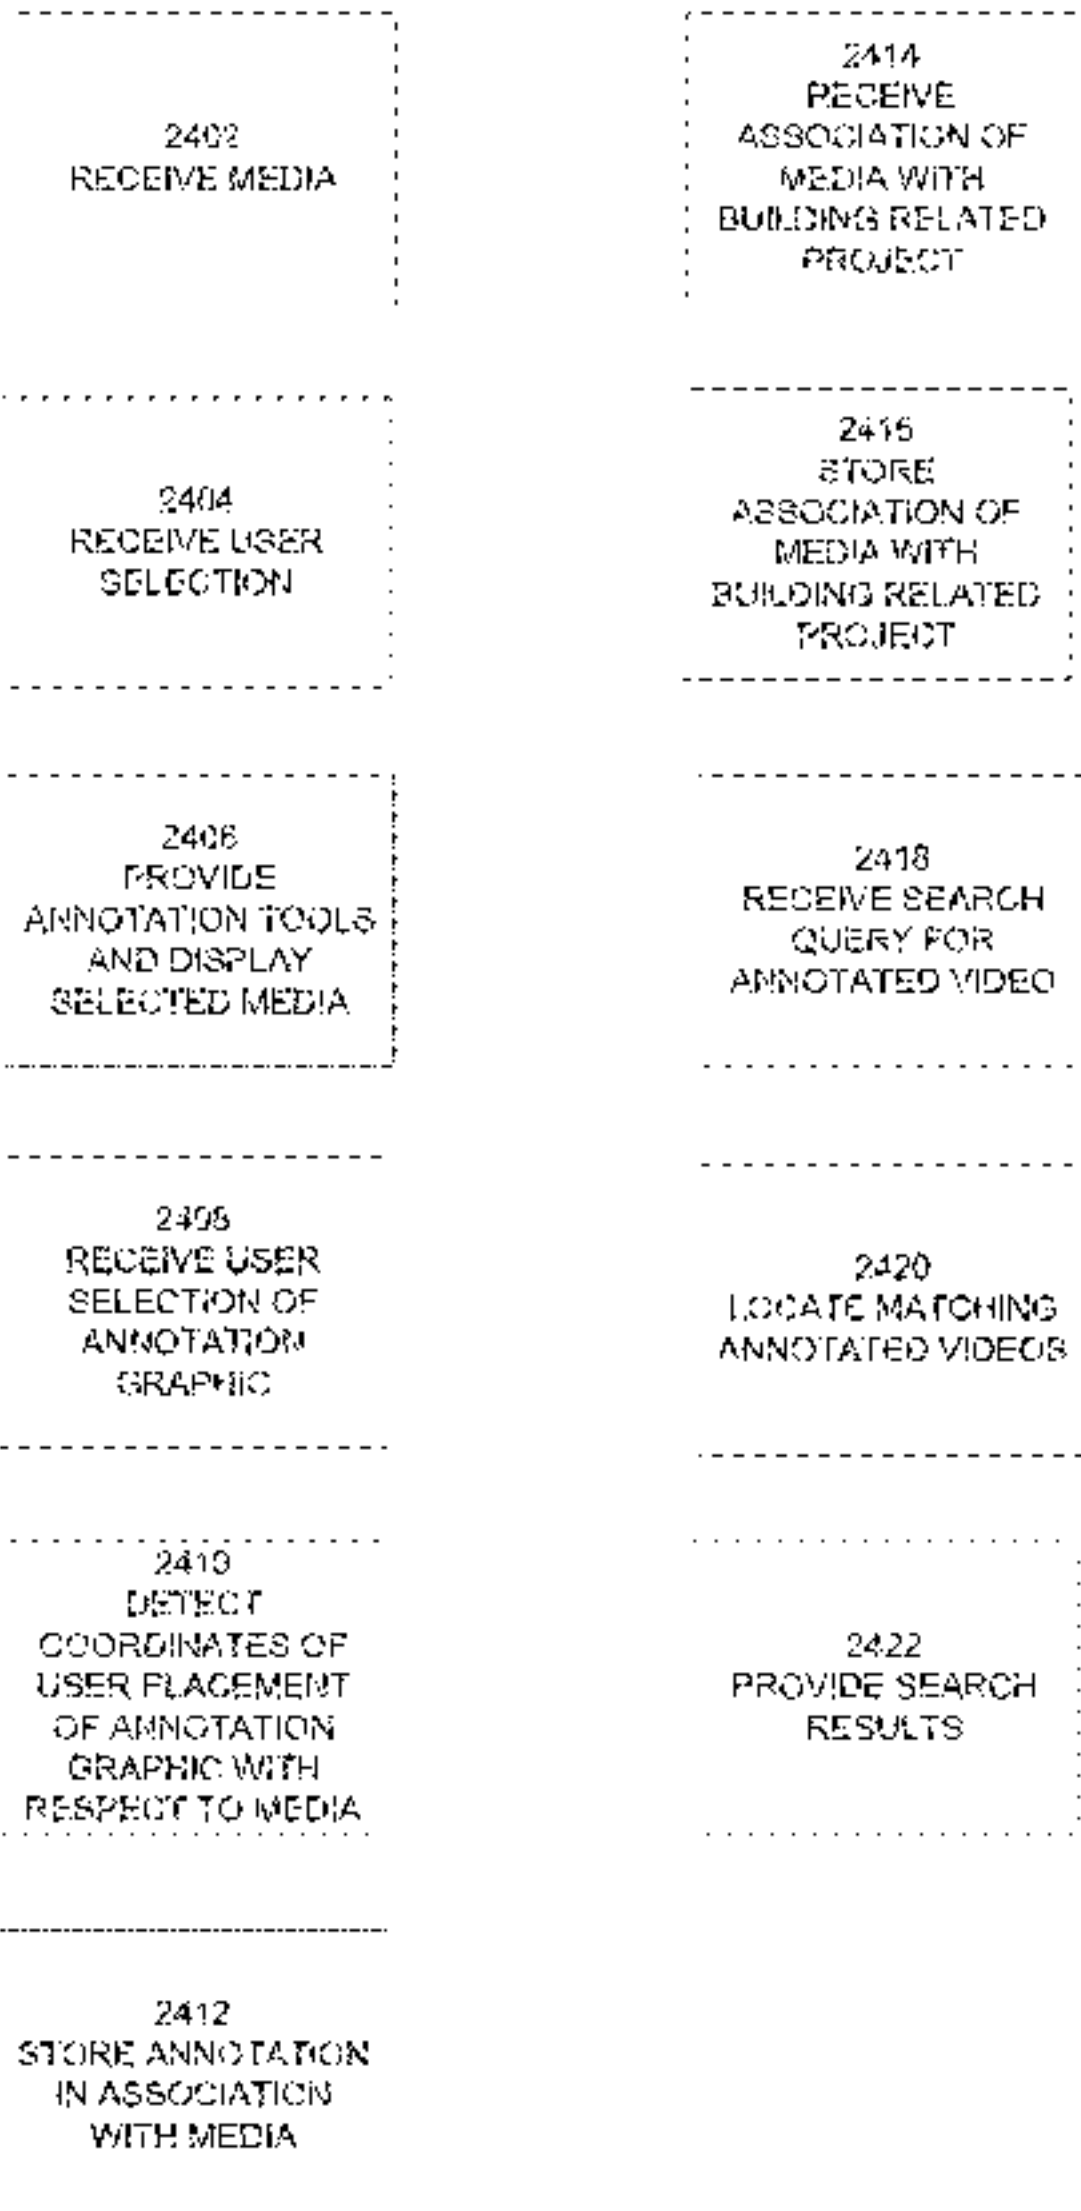 2402
RECEIVE MEDIA
2404
RECEIVE USER
SELECTION
2406
PROVIDE
ANNOTATION TOOLS
AND DISPLAY
SELECTED MEDIA
2408
RECEIVE USER
SELECTION OF
ANNOTATION
GRAPHIC
2410
DETECT
COORDINATES OF
USER PLACEMENT
OF ANNOTATION
GRAPHIC WITH
RESPECT TO MEDIA
2412
STORE ANNOTATION
IN ASSOCIATION
WITH MEDIA
2414
RECEIVE
ASSOCIATION OF
MEDIA WITH
BUILDING RELATED
PROJECT
2416
STORE
ASSOCIATION OF
MEDIA WITH
BUILDING RELATED
PROJECT
2418
RECEIVE SEARCH
QUERY FOR
ANNOTATED VIDEO
2420
LOCATE MATCHING
ANNOTATED VIDEOS
2422
PROVIDE SEARCH
RESULTS